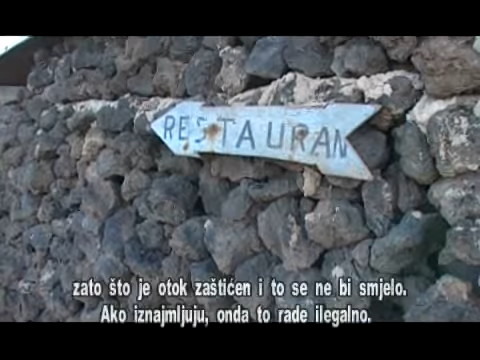 RESTAURAN
zato što je otok zaštićen i to se ne bi smjelo.
Ako iznajmljuju, onda to rade ilegalno.